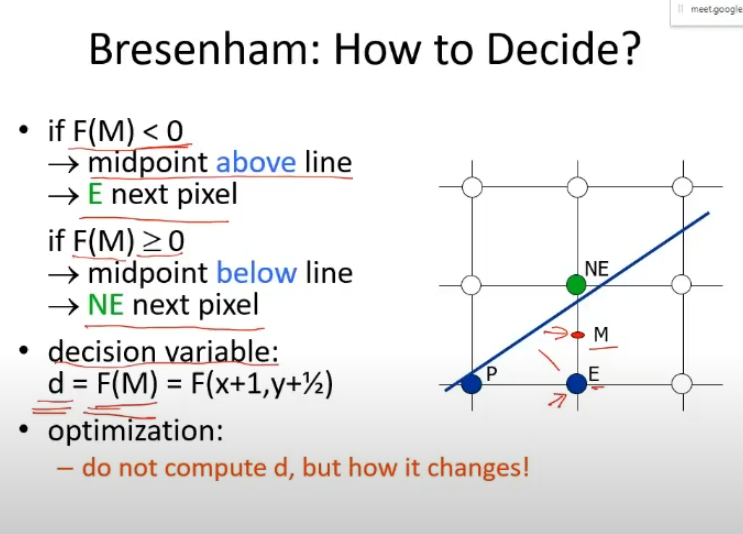 meet.google
Bresenham: How to Decide?
• if F(M) < 0
→ midpoint above line
→ E next pixel
if F(M) ≥ 0
→ midpoint below line
→ NE next pixel
• decision variable:
d = F(M) = F(x+1,y+½)
• optimization:
– do not compute d, but how it changes!
NE
M
P
E